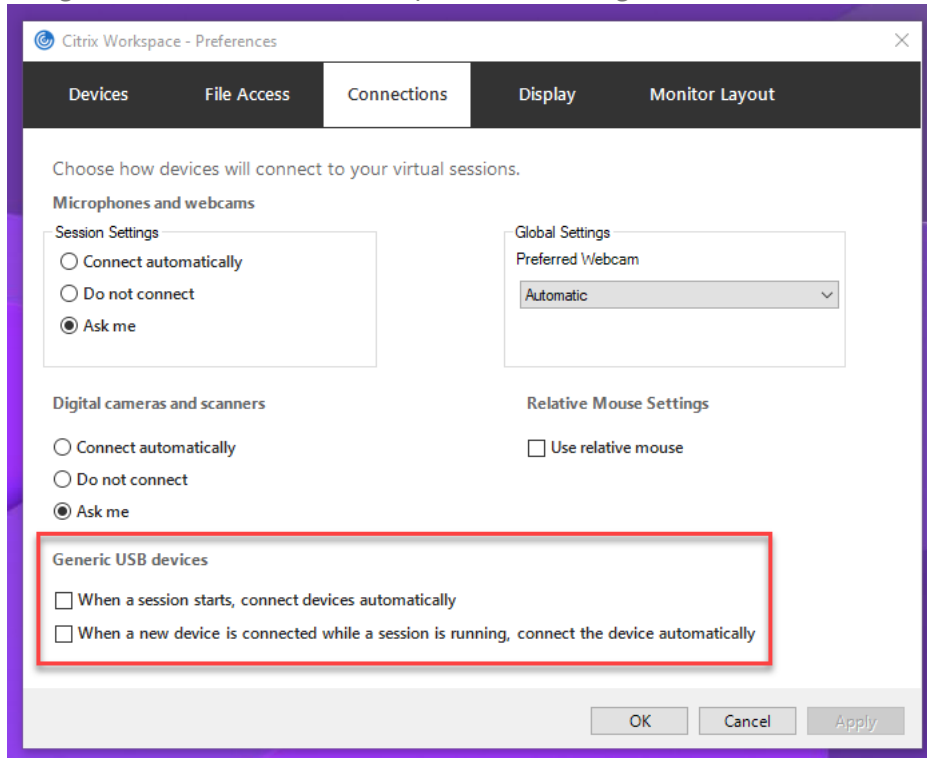 Citrix Workspace - Preferences
Devices
File Access
Connections
Display
Monitor Layout
Choose how devices will connect to your virtual sessions.
Microphones and webcams
Session Settings
Connect automatically
Do not connect
Ask me
Global Settings
Preferred Webcam
Automatic
Digital cameras and scanners
Connect automatically
Do not connect
Ask me
Relative Mouse Settings
Use relative mouse
Generic USB devices
When a session starts, connect devices automatically
When a new device is connected while a session is running, connect the device automatically
OK
Cancel
Apply